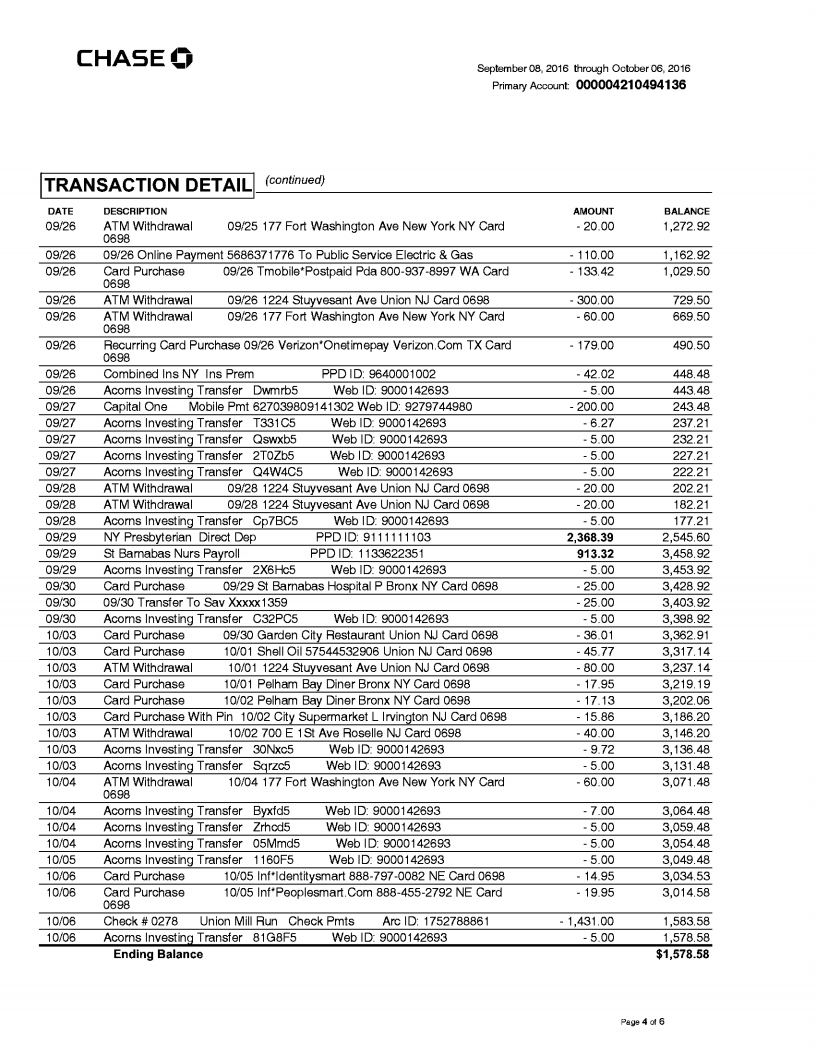 CHASE
September 08, 2016 through October 06, 2016
Primary Account: 000004210494136
TRANSACTION DETAIL (continued)
DATE DESCRIPTION AMOUNT BALANCE
09/26 ATM Withdrawal 09/25 177 Fort Washington Ave New York NY Card - 20.00 1,272.92
0698
09/26 09/26 Online Payment 5686371776 To Public Service Electric & Gas - 110.00 1,162.92
09/26 Card Purchase 09/26 Tmobile*Postpaid Pda 800-937-8997 WA Card - 133.42 1,029.50
0698
09/26 ATM Withdrawal 09/26 1224 Stuyvesant Ave Union NJ Card 0698 - 300.00 729.50
09/26 ATM Withdrawal 09/26 177 Fort Washington Ave New York NY Card - 60.00 669.50
0698
09/26 Recurring Card Purchase 09/26 Verizon*Onetimepay Verizon.Com TX Card - 179.00 490.50
0698
09/26 Combined Ins NY Ins Prem PPD ID: 9640001002 - 42.02 448.48
09/26 Acorns Investing Transfer Dwmrb5 Web ID: 9000142693 - 5.00 443.48
09/27 Capital One Mobile Pmt 627039809141302 Web ID: 9279744980 - 200.00 243.48
09/27 Acorns Investing Transfer T331C5 Web ID: 9000142693 - 6.27 237.21
09/27 Acorns Investing Transfer Qswxb5 Web ID: 9000142693 - 5.00 232.21
09/27 Acorns Investing Transfer 2T0Zb5 Web ID: 9000142693 - 5.00 227.21
09/27 Acorns Investing Transfer Q4W4C5 Web ID: 9000142693 - 5.00 222.21
09/28 ATM Withdrawal 09/28 1224 Stuyvesant Ave Union NJ Card 0698 - 20.00 202.21
09/28 ATM Withdrawal 09/28 1224 Stuyvesant Ave Union NJ Card 0698 - 20.00 182.21
09/28 Acorns Investing Transfer Cp7BC5 Web ID: 9000142693 - 5.00 177.21
09/29 NY Presbyterian Direct Dep PPD ID: 9111111103 2,368.39 2,545.60
09/29 St Barnabas Nurs Payroll PPD ID: 1133622351 913.32 3,458.92
09/29 Acorns Investing Transfer 2X6Hc5 Web ID: 9000142693 - 5.00 3,453.92
09/30 Card Purchase 09/29 St Barnabas Hospital P Bronx NY Card 0698 - 25.00 3,428.92
09/30 09/30 Transfer To Sav Xxxxx1359 - 25.00 3,403.92
09/30 Acorns Investing Transfer C32PC5 Web ID: 9000142693 - 5.00 3,398.92
10/03 Card Purchase 09/30 Garden City Restaurant Union NJ Card 0698 - 36.01 3,362.91
10/03 Card Purchase 10/01 Shell Oil 57544532906 Union NJ Card 0698 - 45.77 3,317.14
10/03 ATM Withdrawal 10/01 1224 Stuyvesant Ave Union NJ Card 0698 - 80.00 3,237.14
10/03 Card Purchase 10/01 Pelham Bay Diner Bronx NY Card 0698 - 17.95 3,219.19
10/03 Card Purchase 10/02 Pelham Bay Diner Bronx NY Card 0698 - 17.13 3,202.06
10/03 Card Purchase With Pin 10/02 City Supermarket L Irvington NJ Card 0698 - 15.86 3,186.20
10/03 ATM Withdrawal 10/02 700 E 1St Ave Roselle NJ Card 0698 - 40.00 3,146.20
10/03 Acorns Investing Transfer 30Nxc5 Web ID: 9000142693 - 9.72 3,136.48
10/03 Acorns Investing Transfer Sqrzc5 Web ID: 9000142693 - 5.00 3,131.48
10/04 ATM Withdrawal 10/04 177 Fort Washington Ave New York NY Card - 60.00 3,071.48
0698
10/04 Acorns Investing Transfer Byxfd5 Web ID: 9000142693 - 7.00 3,064.48
10/04 Acorns Investing Transfer Zrhcd5 Web ID: 9000142693 - 5.00 3,059.48
10/04 Acorns Investing Transfer 05Mmd5 Web ID: 9000142693 - 5.00 3,054.48
10/05 Acorns Investing Transfer 1160F5 Web ID: 9000142693 - 5.00 3,049.48
10/06 Card Purchase 10/05 Inf*Identitysmart 888-797-0082 NE Card 0698 - 14.95 3,034.53
10/06 Card Purchase 10/05 Inf*Peoplesmart.Com 888-455-2792 NE Card - 19.95 3,014.58
0698
10/06 Check # 0278 Union Mill Run Check Pmts Arc ID: 1752788861 - 1,431.00 1,583.58
10/06 Acorns Investing Transfer 81G8F5 Web ID: 9000142693 - 5.00 1,578.58
Ending Balance $1,578.58
Page 4 of 6